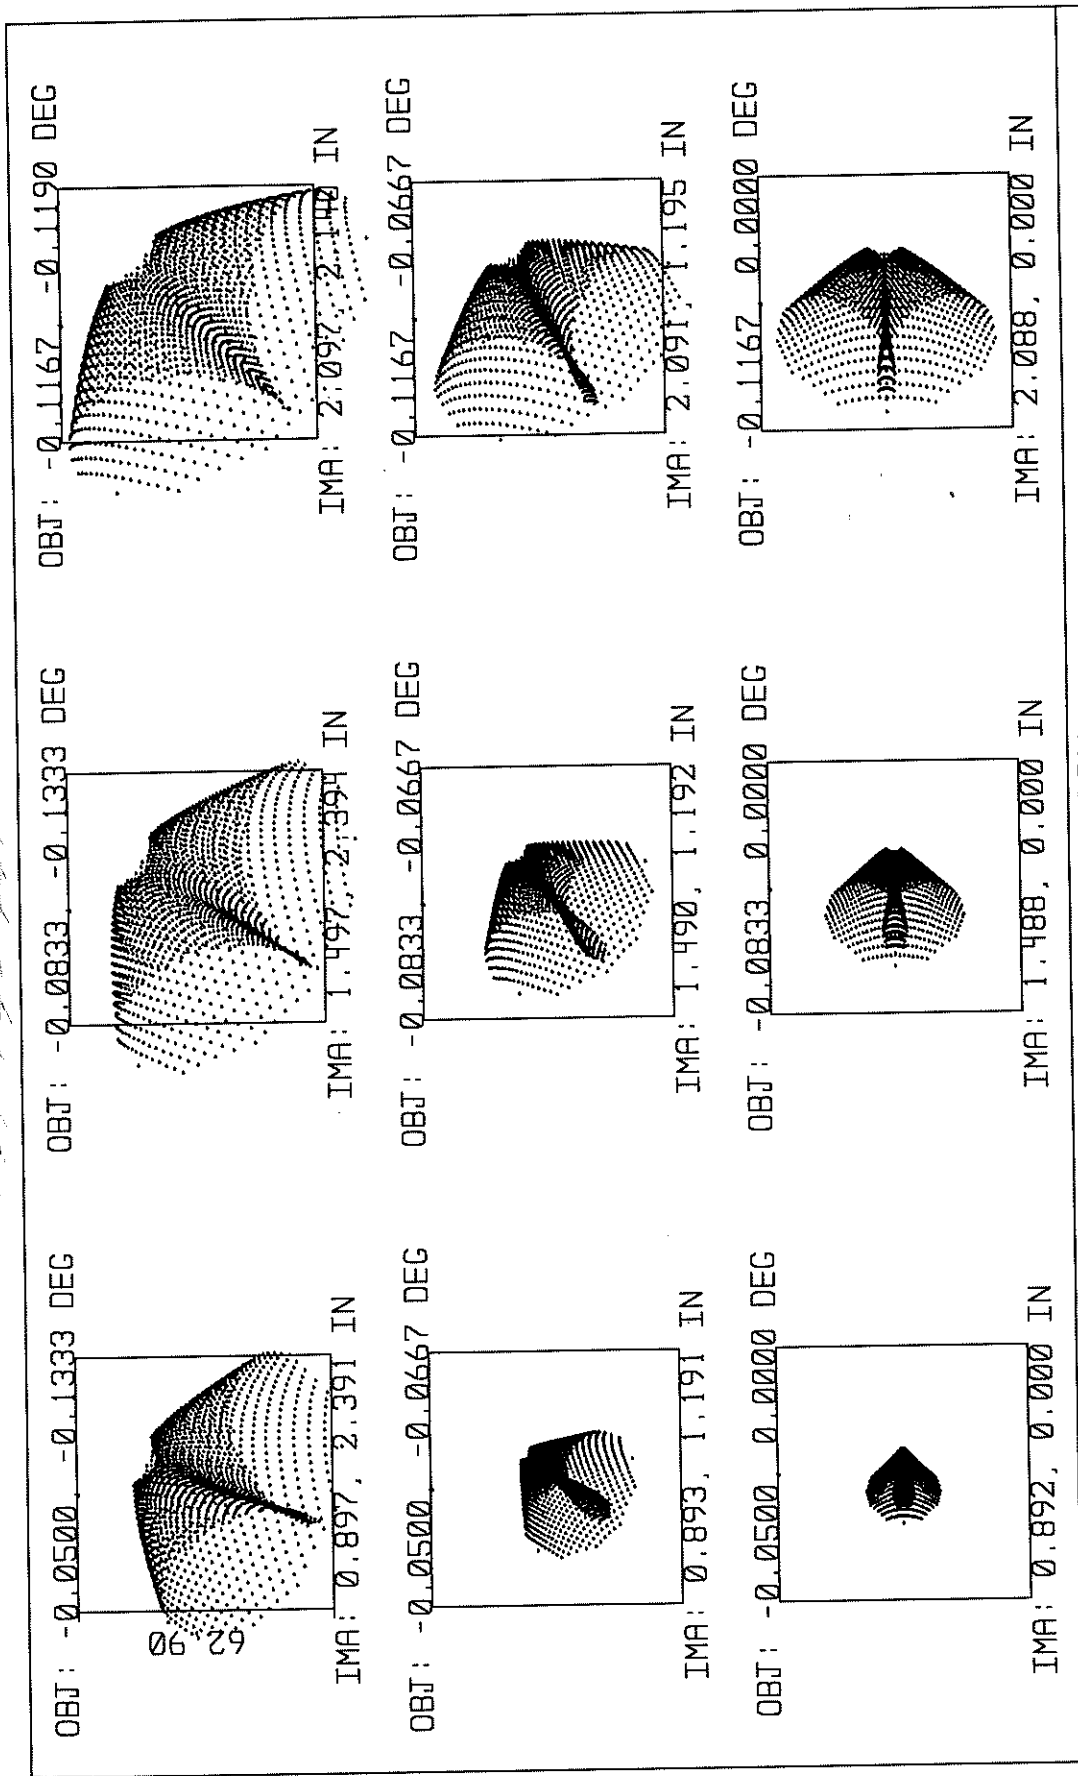 OBJ: -0.0500 -0.1333 DEG
62.90
IMA: 0.897, 2.391 IN
OBJ: -0.0833 -0.1333 DEG
IMA: 1.497, 2.394 IN
OBJ: -0.1167 -0.1190 DEG
IMA: 2.097, 2.140 IN
OBJ: -0.0500 -0.0667 DEG
IMA: 0.893, 1.191 IN
OBJ: -0.0833 -0.0667 DEG
IMA: 1.490, 1.192 IN
OBJ: -0.1167 -0.0667 DEG
IMA: 2.091, 1.195 IN
OBJ: -0.0500 0.0000 DEG
IMA: 0.892, 0.000 IN
OBJ: -0.0833 0.0000 DEG
IMA: 1.488, 0.000 IN
OBJ: -0.1167 0.0000 DEG
IMA: 2.088, 0.000 IN